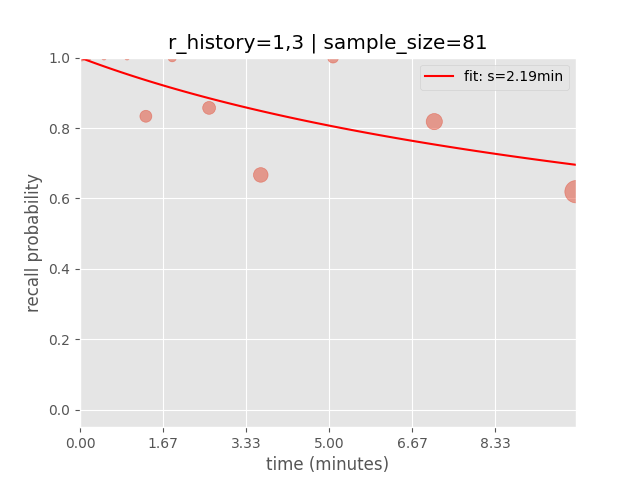 r_history=1,3 | sample_size=81
fit: s=2.19min
recall probability
1.0
0.8
0.6
0.4
0.2
0.0
0.00 1.67 3.33 5.00 6.67 8.33
time (minutes)